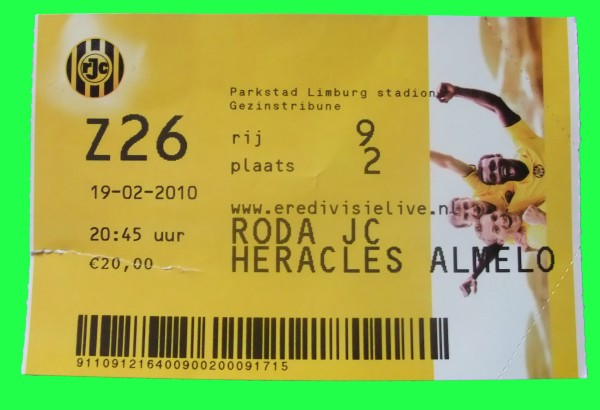 RJC
Parkstad Limburg stadion
Gezinstribune
Z26
rij 9
plaats 2
19-02-2010
www.eredivisielive.nl
20:45 uur
RODA JC
€20,00
HERACLES ALMELO
911091216400900200091715